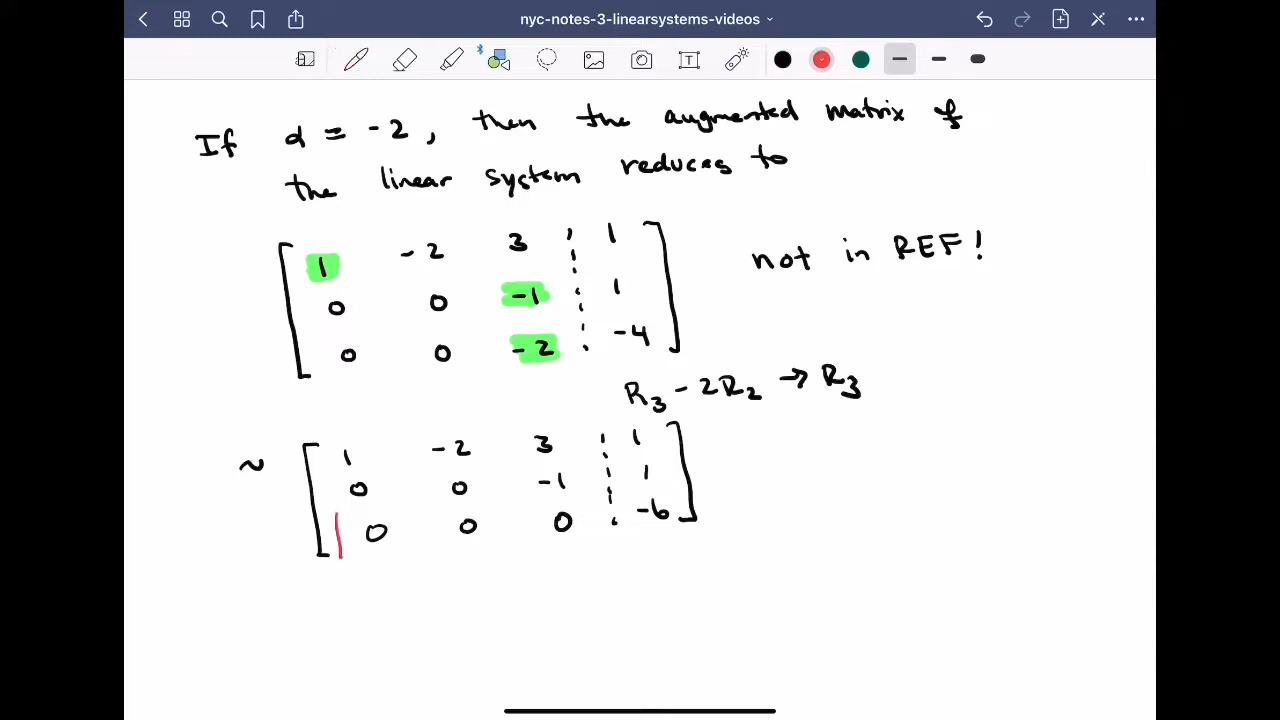 nyc-notes-3-linearsystems-videos
T
If α = -2, then the augmented matrix of
the linear system reduces to
1 -2 3 1
0 0 -1 1
0 0 -2 -4
not in REF!
R₃ - 2R₂ → R₃
~ 1 -2 3 1
0 0 -1 1
0 0 0 -6